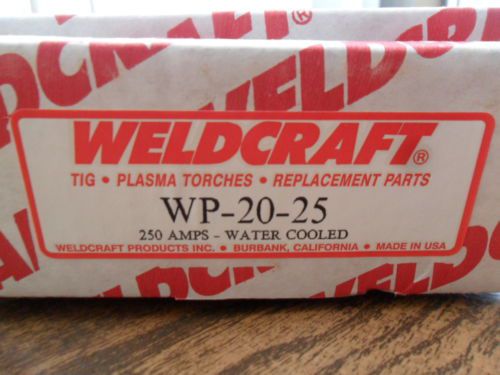 WELDCRAFT®
TIG • PLASMA TORCHES • REPLACEMENT PARTS
WP-20-25
250 AMPS - WATER COOLED
WELDCRAFT PRODUCTS INC. • BURBANK, CALIFORNIA • MADE IN USA